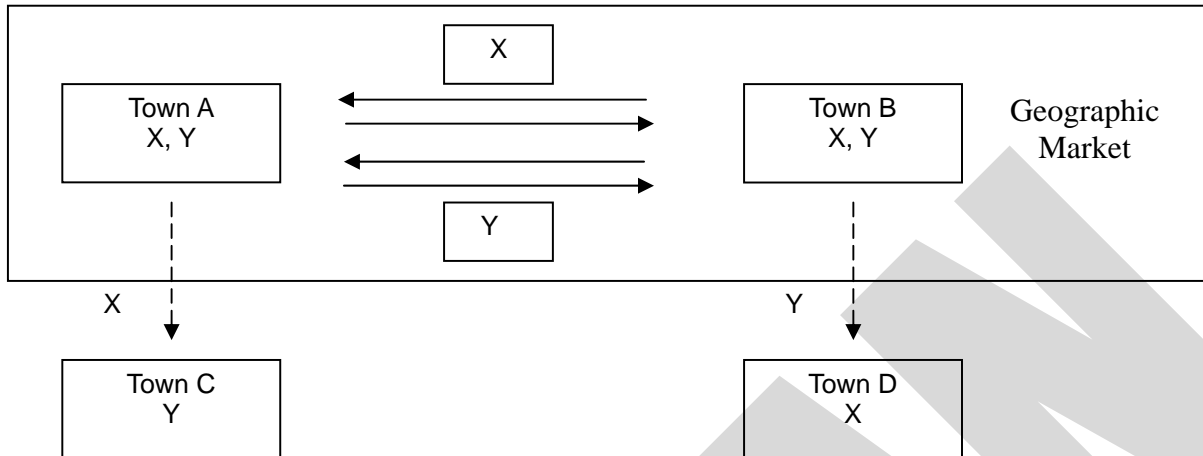 X
Town A
X, Y
Town B
X, Y
Geographic
Market
Y
X
Y
Town C
Y
Town D
X